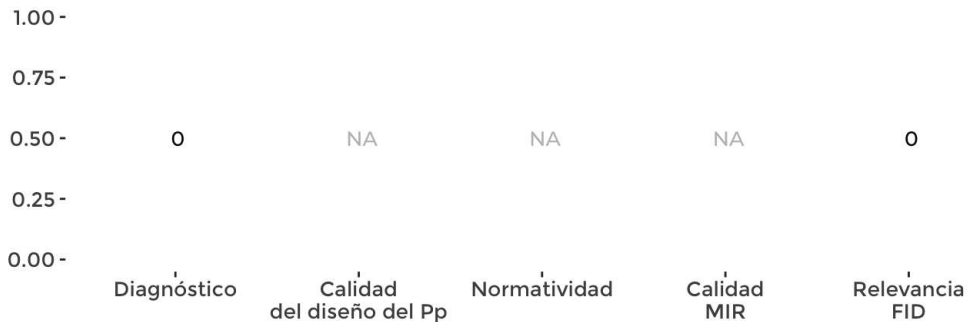 1.00
0.75
0.50
0.25
0.00
0 NA NA NA 0
Diagnóstico Calidad Normatividad Calidad Relevancia
del diseño del Pp MIR FID